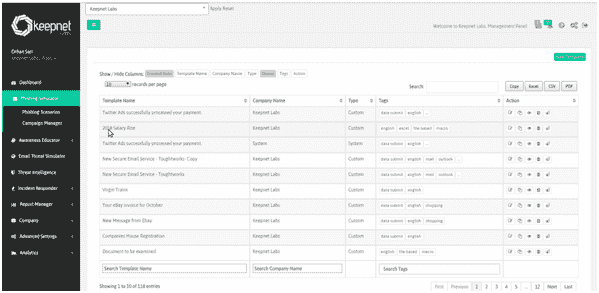 keepnet
LABS
Keepnet Labs
Apply Reset
Welcome to Keepnet Labs, Management Panel
Orhan Sari
Dashboard
Phishing Simulator
Phishing Scenarios
Campaign Manager
Awareness Educator
Email Threat Simulator
Threat Intelligence
Incident Responder
Report Manager
Company
Advanced Settings
Analytics
New Template
Show / Hide Columns: Template Name Company Name Type Tags Action
10 records per page
Search:
Copy Excel CSV PDF
Template Name Company Name Type Tags Action
Twitter Ads successfully processed your payment. Keepnet Labs Custom data submit english ..
Salary Rise Keepnet Labs Custom english excel file based macro
Twitter Ads successfully processed your payment. Keepnet Labs System data submit english ..
New Secure Email Service - Toughtworks- Copy Keepnet Labs Custom data submit english mail outlook ..
New Secure Email Service - Toughtworks Keepnet Labs Custom data submit english mail outlook ..
Virgin Trains Keepnet Labs Custom data submit english
Your eBay Invoice for October Keepnet Labs Custom data submit english shopping
New Message from Ebay Keepnet Labs Custom data submit english shopping
Companies House Registration Keepnet Labs Custom data submit english
Document to be examined Keepnet Labs Custom english file based macro
Search Template Name Search Company Name Search Tags
Showing 1 to 10 of 116 entries
First Previous 1 2 3 4 5 ... 12 Next Last